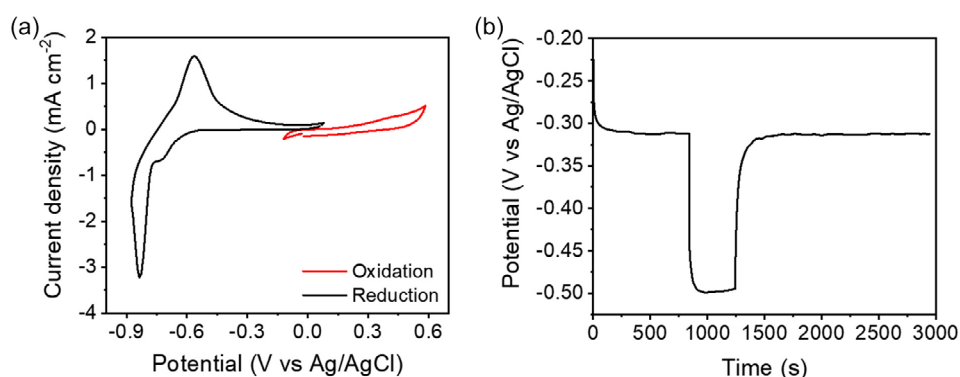 (a)
Current density (mA cm⁻²)
2
1
0
-1
-2
-3
-4
-0.9 -0.6 -0.3 0.0 0.3 0.6
Potential (V vs Ag/AgCl)
Oxidation
Reduction
(b)
Potential (V vs Ag/AgCl)
-0.20
-0.25
-0.30
-0.35
-0.40
-0.45
-0.50
0 500 1000 1500 2000 2500 3000
Time (s)